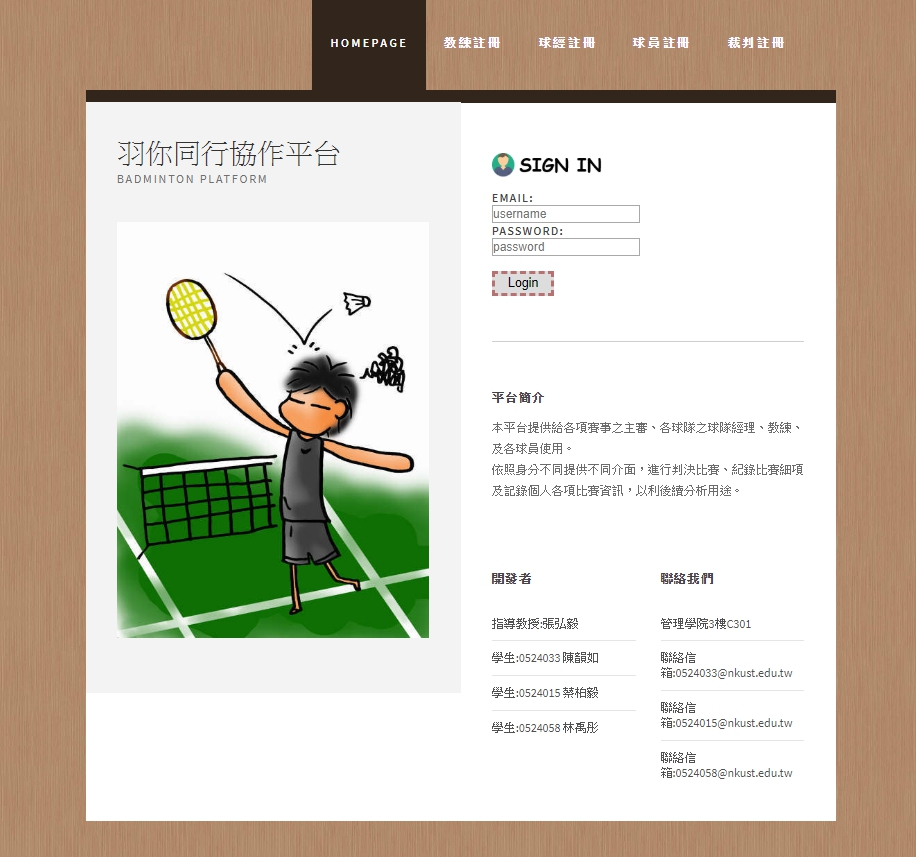 HOMEPAGE 教練註冊 球經註冊 球員註冊 裁判註冊
羽你同行協作平台
BADMINTON PLATFORM
SIGN IN
EMAIL:
username
PASSWORD:
password
Login
平台簡介
本平台提供給各項賽事之主審、各球隊之球隊經理、教練、
及各球員使用。
依照身分不同提供不同介面，進行判決比賽、紀錄比賽細項
及記錄個人各項比賽資訊，以利後續分析用途。
開發者
指導教授:張弘毅
學生:0524033 陳韻如
學生:0524015 蔡柏毅
學生:0524058 林禹彤
聯絡我們
管理學院3樓C301
聯絡信
箱:0524033@nkust.edu.tw
聯絡信
箱:0524015@nkust.edu.tw
聯絡信
箱:0524058@nkust.edu.tw